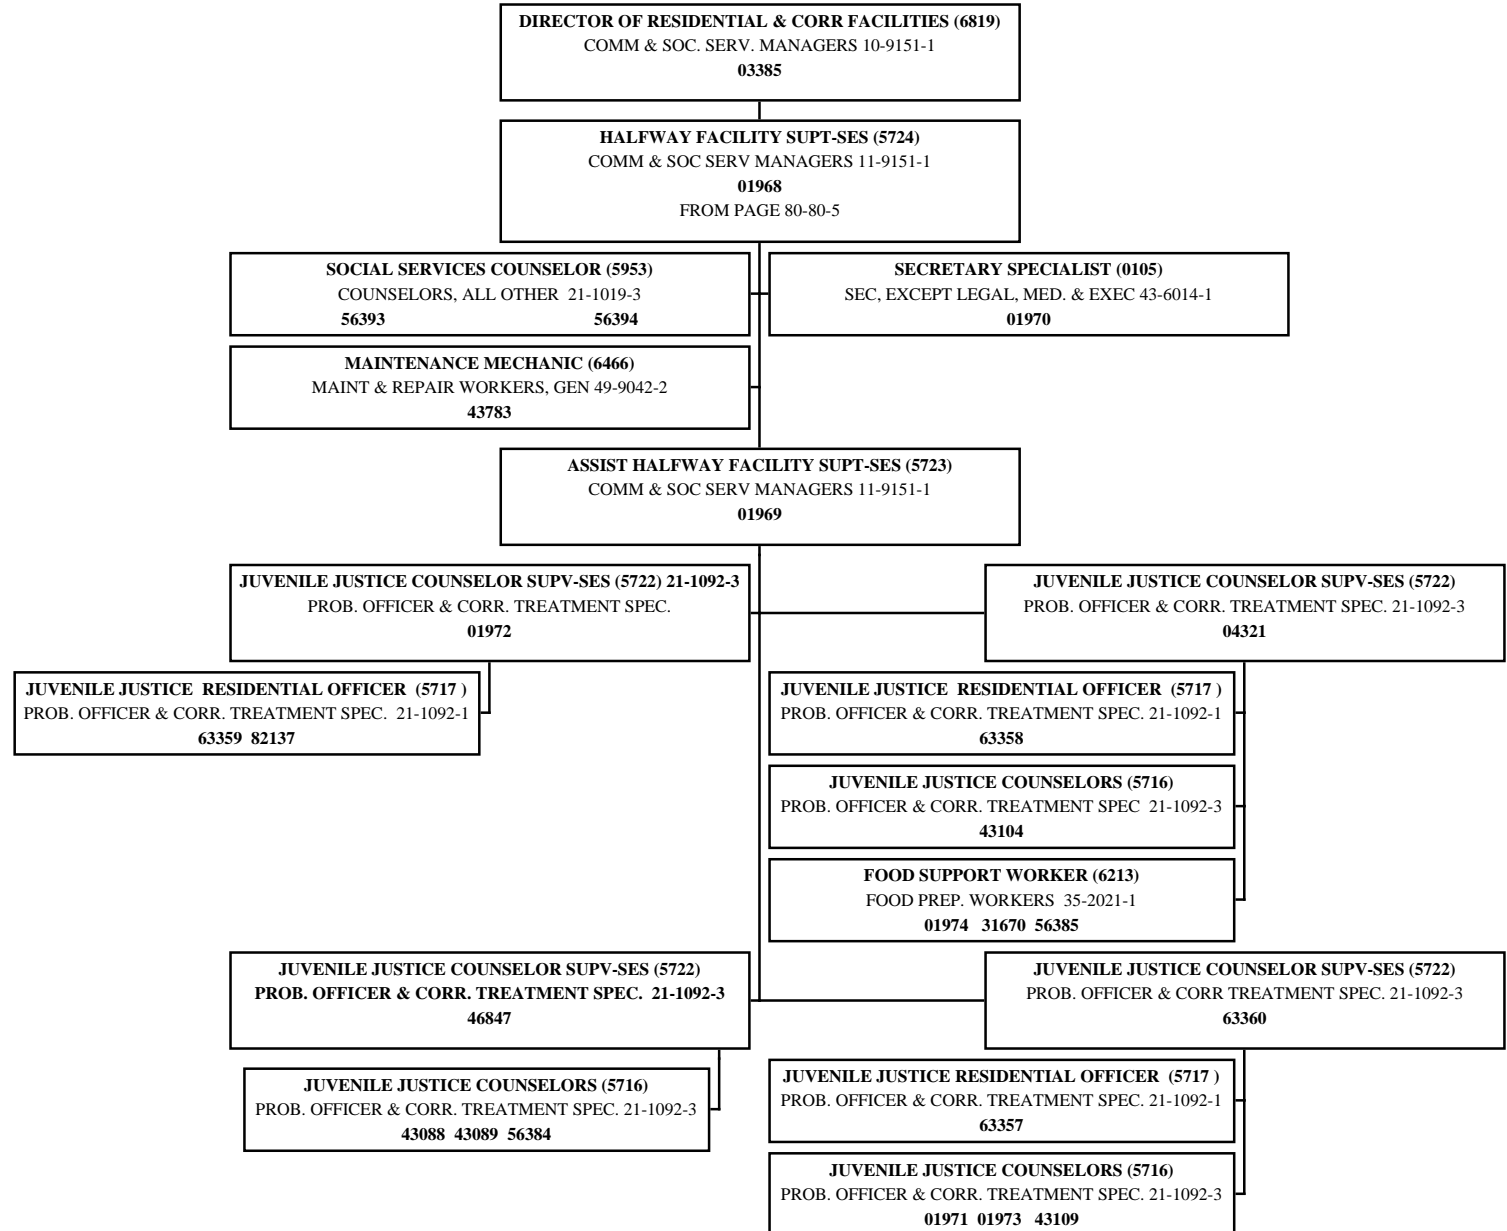 DIRECTOR OF RESIDENTIAL & CORR FACILITIES (6819)
COMM & SOC. SERV. MANAGERS 10-9151-1
03385
HALFWAY FACILITY SUPT-SES (5724)
COMM & SOC SERV MANAGERS 11-9151-1
01968
FROM PAGE 80-80-5
SOCIAL SERVICES COUNSELOR (5953)
COUNSELORS, ALL OTHER 21-1019-3
56393 56394
SECRETARY SPECIALIST (0105)
SEC, EXCEPT LEGAL, MED. & EXEC 43-6014-1
01970
MAINTENANCE MECHANIC (6466)
MAINT & REPAIR WORKERS, GEN 49-9042-2
43783
ASSIST HALFWAY FACILITY SUPT-SES (5723)
COMM & SOC SERV MANAGERS 11-9151-1
01969
JUVENILE JUSTICE COUNSELOR SUPV-SES (5722) 21-1092-3
PROB. OFFICER & CORR. TREATMENT SPEC.
01972
JUVENILE JUSTICE COUNSELOR SUPV-SES (5722)
PROB. OFFICER & CORR. TREATMENT SPEC. 21-1092-3
04321
JUVENILE JUSTICE RESIDENTIAL OFFICER (5717 )
PROB. OFFICER & CORR. TREATMENT SPEC. 21-1092-1
63359 82137
JUVENILE JUSTICE RESIDENTIAL OFFICER (5717 )
PROB. OFFICER & CORR. TREATMENT SPEC. 21-1092-1
63358
JUVENILE JUSTICE COUNSELORS (5716)
PROB. OFFICER & CORR. TREATMENT SPEC 21-1092-3
43104
FOOD SUPPORT WORKER (6213)
FOOD PREP. WORKERS 35-2021-1
01974 31670 56385
JUVENILE JUSTICE COUNSELOR SUPV-SES (5722)
PROB. OFFICER & CORR. TREATMENT SPEC. 21-1092-3
46847
JUVENILE JUSTICE COUNSELOR SUPV-SES (5722)
PROB. OFFICER & CORR TREATMENT SPEC. 21-1092-3
63360
JUVENILE JUSTICE COUNSELORS (5716)
PROB. OFFICER & CORR. TREATMENT SPEC. 21-1092-3
43088 43089 56384
JUVENILE JUSTICE RESIDENTIAL OFFICER (5717 )
PROB. OFFICER & CORR. TREATMENT SPEC. 21-1092-1
63357
JUVENILE JUSTICE COUNSELORS (5716)
PROB. OFFICER & CORR. TREATMENT SPEC. 21-1092-3
01971 01973 43109